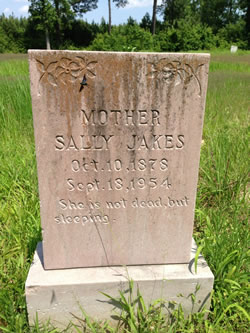 MOTHER
SALLY JAKES
Oct. 10, 1878
Sept. 18, 1954
She is not dead, but
sleeping.